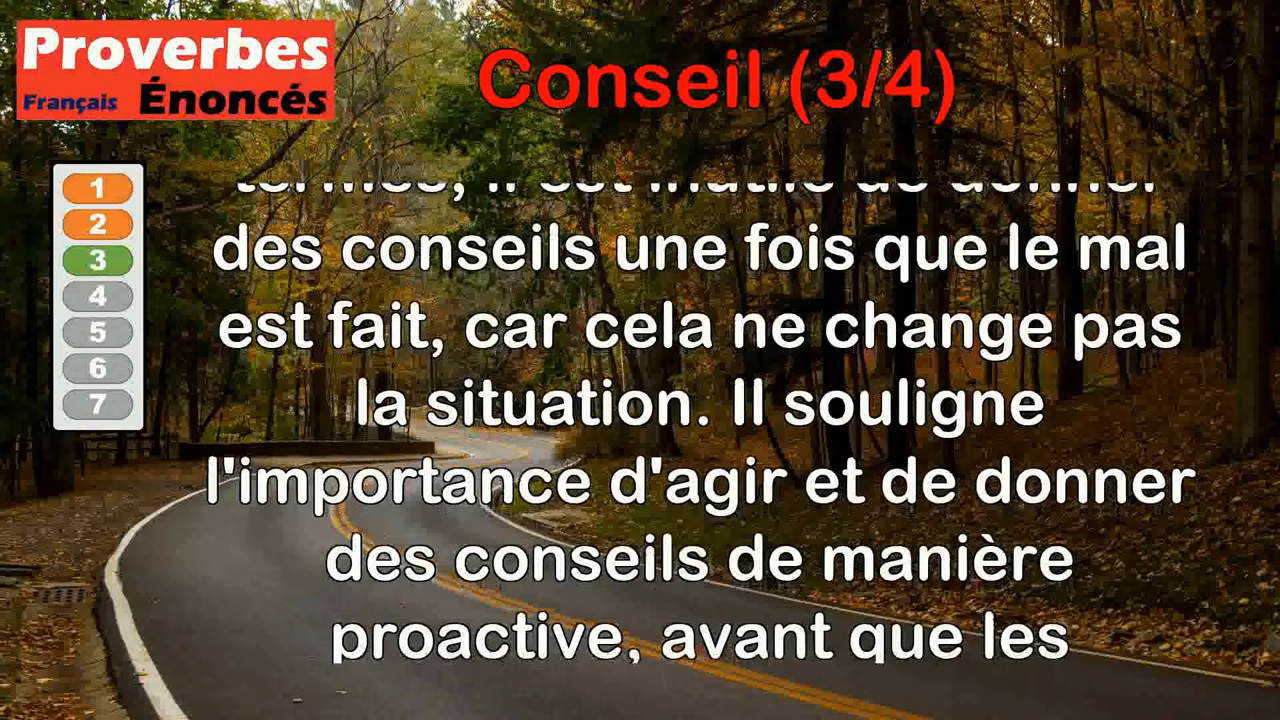 Proverbes
Français Énoncés
Conseil (3/4)
1
2
3
4
5
6
7
des conseils une fois que le mal
est fait, car cela ne change pas
la situation. Il souligne
l'importance d'agir et de donner
des conseils de manière
proactive, avant que les